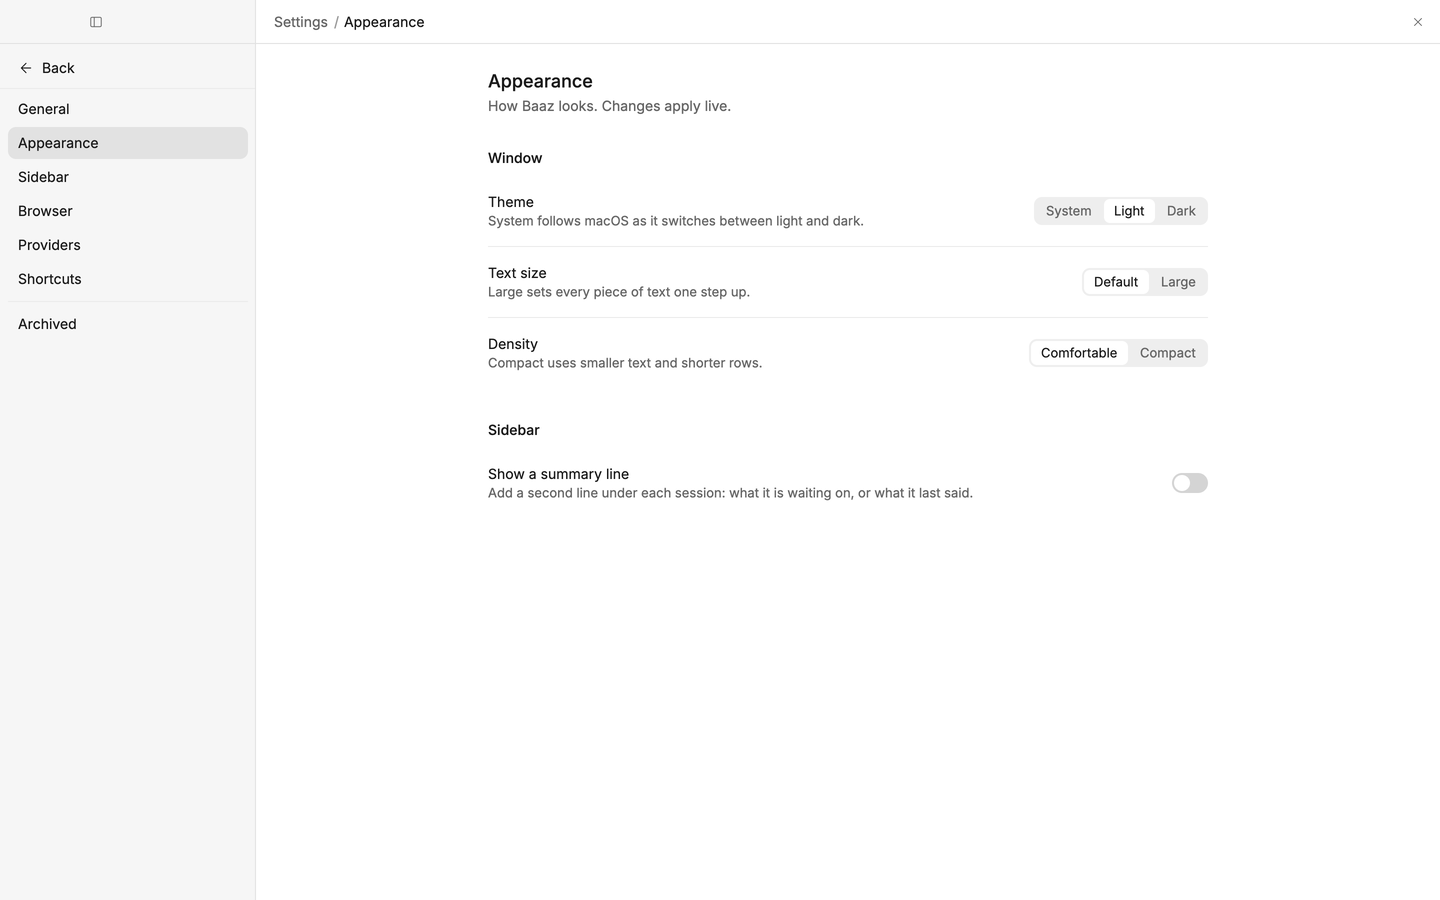 Settings / Appearance
Back
General
Appearance
Sidebar
Browser
Providers
Shortcuts
Archived
Appearance
How Baaz looks. Changes apply live.
Window
Theme
System follows macOS as it switches between light and dark.
System Light Dark
Text size
Large sets every piece of text one step up.
Default Large
Density
Compact uses smaller text and shorter rows.
Comfortable Compact
Sidebar
Show a summary line
Add a second line under each session: what it is waiting on, or what it last said.